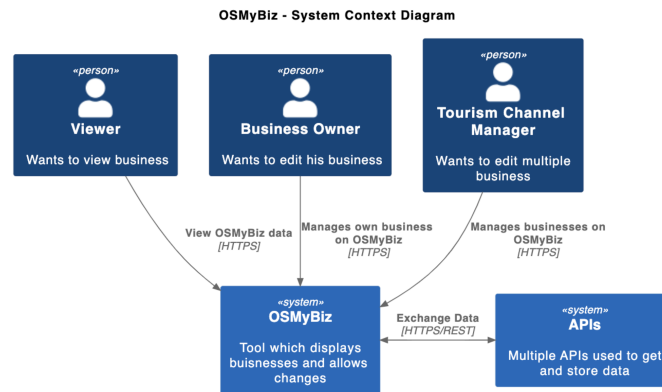 OSMyBiz - System Context Diagram
«person»
Viewer
Wants to view business
«person»
Business Owner
Wants to edit his business
«person»
Tourism Channel
Manager
Wants to edit multiple
business
View OSMyBiz data
[HTTPS]
Manages own business
on OSMyBiz
[HTTPS]
Manages businesses on
OSMyBiz
[HTTPS]
«system»
OSMyBiz
Tool which displays
buisnesses and allows
changes
Exchange Data
[HTTPS/REST]
«system»
APIs
Multiple APIs used to get
and store data